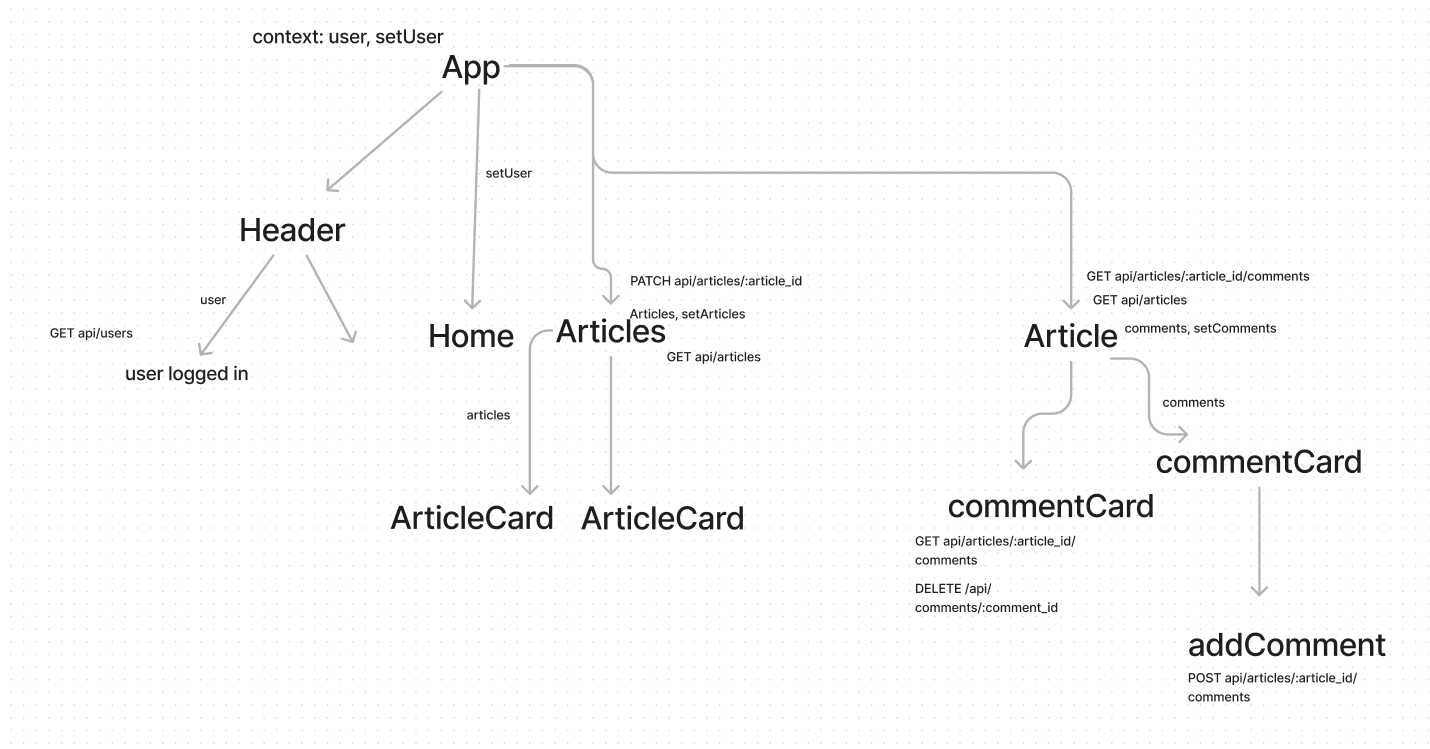 context: user, setUser
App
setUser
Header
user
GET api/users
user logged in
Home
PATCH api/articles/:article_id
Articles, setArticles
Articles
GET api/articles
articles
ArticleCard
ArticleCard
GET api/articles/:article_id/comments
GET api/articles
comments, setComments
Article
comments
commentCard
commentCard
GET api/articles/:article_id/
comments
DELETE /api/
comments/:comment_id
addComment
POST api/articles/:article_id/
comments